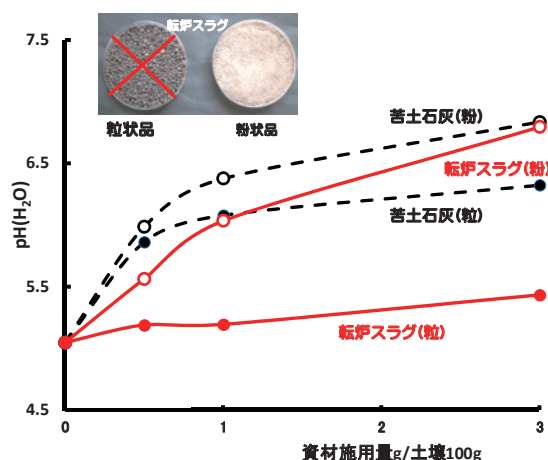 7.5
6.5
5.5
4.5
pH(H₂O)
転炉スラグ
粒状品
粉状品
苦土石灰(粉)
転炉スラグ(粉)
苦土石灰(粒)
転炉スラグ(粒)
0
1
2
3
資材施用量g/土壌100g